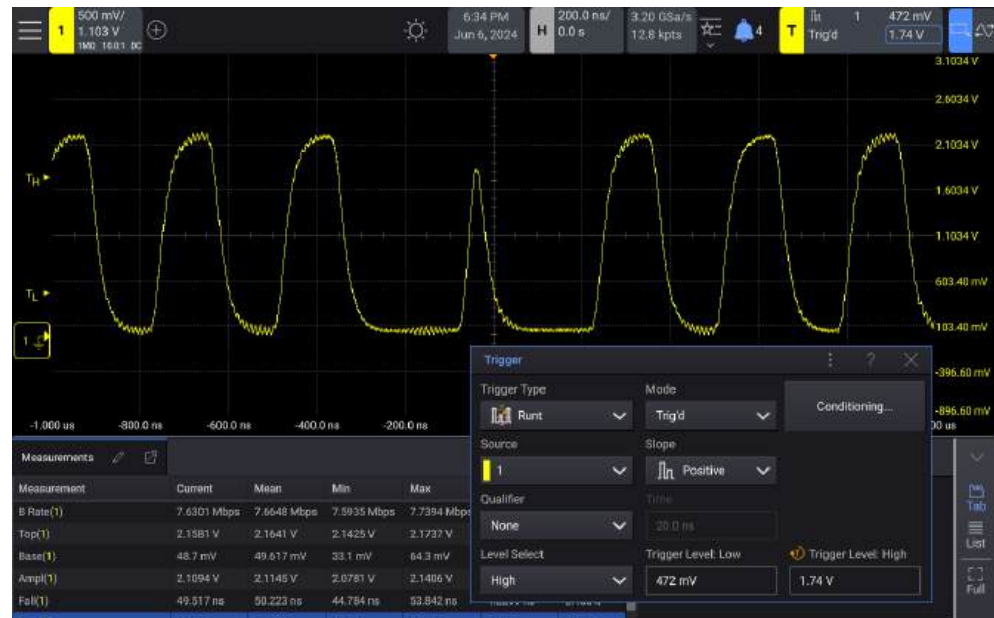 1
500 mV/
1.103 V
1MΩ 16.0:1 DC
6:34 PM
Jun 6, 2024
H
200.0 ns/
0.0 s
3.20 GSa/s
12.8 kpts
4
T
1
472 mV
Trig'd
1.74 V
3.1034 V
2.6034 V
2.1034 V
TH
1.6034 V
1.1034 V
603.40 mV
TL
103.40 mV
1
-396.60 mV
-896.60 mV
-1.000 us
-800.0 ns
-600.0 ns
-400.0 ns
-200.0 ns
00 us
Trigger
?
Trigger Type
Mode
Runt
Trig'd
Conditioning...
Source
Slope
1
Positive
Qualifier
Time
None
20.0 ns
Level Select
Trigger Level: Low
Trigger Level: High
High
472 mV
1.74 V
Measurements
Measurement Current Mean Min Max
B Rate(1) 7.6301 Mbps 7.6648 Mbps 7.5935 Mbps 7.7394 Mbps
Top(1) 2.1581 V 2.1641 V 2.1425 V 2.1737 V
Base(1) 48.7 mV 49.617 mV 33.1 mV 64.3 mV
Ampl(1) 2.1094 V 2.1145 V 2.0781 V 2.1406 V
Fall(1) 49.517 ns 50.223 ns 44.784 ns 53.842 ns
Tab
List
Full